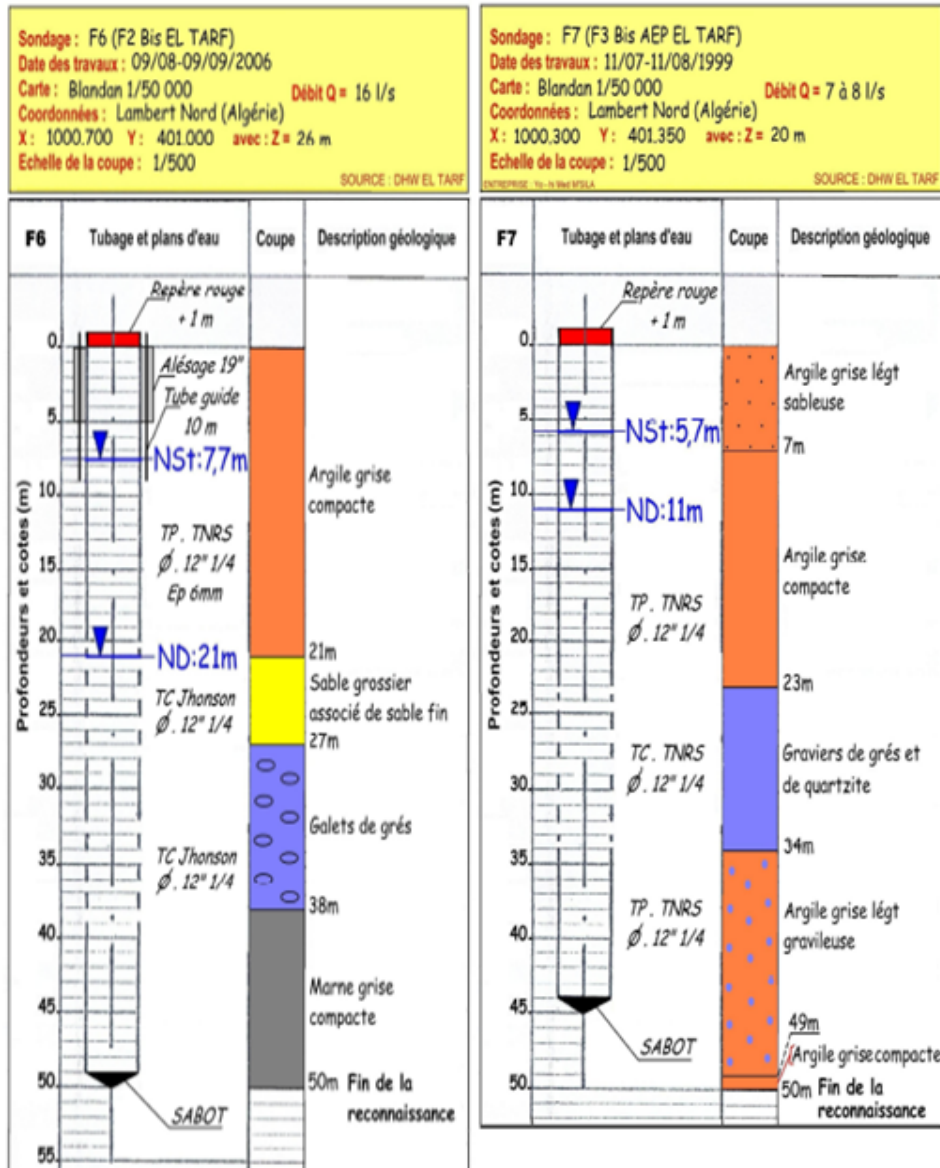 Sondage : F6 (F2 Bis EL TARF)
Date des travaux : 09/08-09/09/2006
Carte : Blandan 1/50 000 Débit Q = 16 l/s
Coordonnées : Lambert Nord (Algérie)
X : 1000.700 Y : 401.000 avec : Z = 26 m
Echelle de la coupe : 1/500
SOURCE : DHW EL TARF
F6 Tubage et plans d'eau Coupe Description géologique
Profondeurs et cotes (m)
Repère rouge
+ 1 m
0.
Alésage 19"
Tube guide
10 m
5.
NSt:7,7m
10.
Argile grise
compacte
TP . TNRS
Ø . 12" 1/4
Ep 6mm
15.
20.
ND:21m
21m
TC Jhonson
Ø . 12" 1/4
25.
Sable grossier
associé de sable fin
27m
30.
Galets de grés
TC Jhonson
Ø . 12" 1/4
35.
38m
40.
Marne grise
compacte
45.
50.
50m Fin de la
reconnaissance
SABOT
55.
Sondage : F7 (F3 Bis AEP EL TARF)
Date des travaux : 11/07-11/08/1999
Carte : Blandan 1/50 000 Débit Q = 7 à 8 l/s
Coordonnées : Lambert Nord (Algérie)
X : 1000.300 Y : 401.350 avec : Z = 20 m
Echelle de la coupe : 1/500
SOURCE : DHW EL TARF
F7 Tubage et plans d'eau Coupe Description géologique
Profondeurs et cotes (m)
Repère rouge
+ 1 m
0.
Argile grise légt
sableuse
5.
NSt:5,7m
7m
10.
ND:11m
15.
Argile grise
compacte
TP . TNRS
Ø . 12" 1/4
20.
23m
25.
TC . TNRS
Ø . 12" 1/4
Graviers de grés et
de quartzite
30.
34m
35.
TP . TNRS
Ø . 12" 1/4
Argile grise légt
gravileuse
40.
45.
SABOT
49m
Argile grise compacte
50.
50m Fin de la
reconnaissance